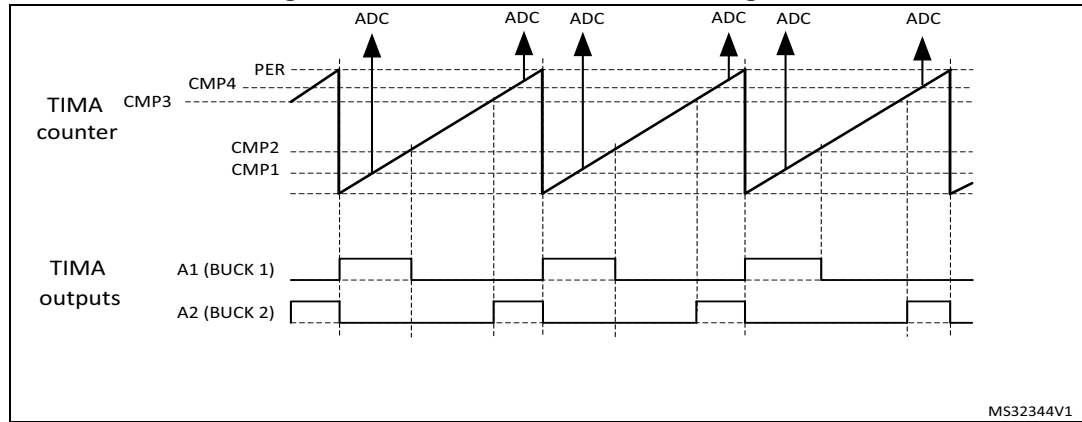 ADC ADC ADC ADC ADC ADC
PER
CMP4
CMP3
TIMA
counter
CMP2
CMP1
TIMA
outputs
A1 (BUCK 1)
A2 (BUCK 2)
MS32344V1